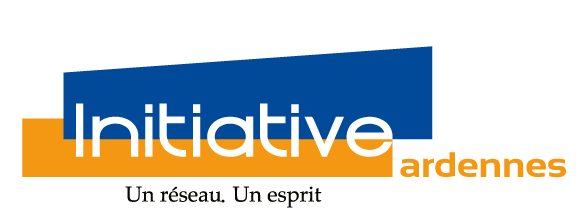 Initiative
ardennes
Un réseau. Un esprit